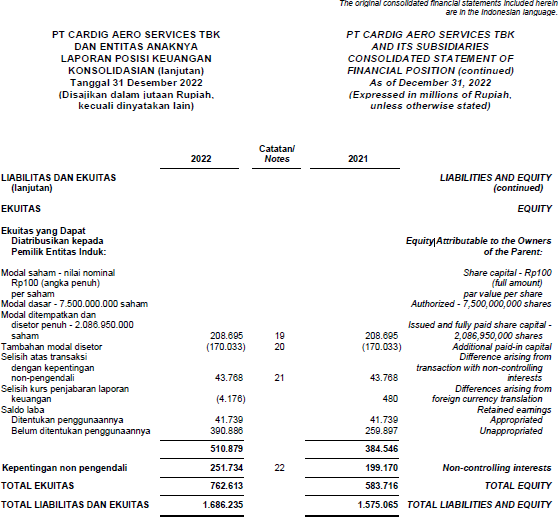 The original consolidated financial statements included herein
are in the Indonesian language.
PT CARDIG AERO SERVICES TBK
DAN ENTITAS ANAKNYA
LAPORAN POSISI KEUANGAN
KONSOLIDASIAN (lanjutan)
Tanggal 31 Desember 2022
(Disajikan dalam jutaan Rupiah,
kecuali dinyatakan lain)
PT CARDIG AERO SERVICES TBK
AND ITS SUBSIDIARIES
CONSOLIDATED STATEMENT OF
FINANCIAL POSITION (continued)
As of December 31, 2022
(Expressed in millions of Rupiah,
unless otherwise stated)
2022 Catatan/ Notes 2021
LIABILITAS DAN EKUITAS LIABILITIES AND EQUITY
(lanjutan) (continued)
EKUITAS EQUITY
Ekuitas yang Dapat
Diatribusikan kepada Equity|Attributable to the Owners
Pemilik Entitas Induk: of the Parent:
Modal saham - nilai nominal Share capital - Rp100
Rp100 (angka penuh) (full amount)
per saham par value per share
Modal dasar - 7.500.000.000 saham Authorized - 7,500,000,000 shares
Modal ditempatkan dan
disetor penuh - 2.086.950.000 Issued and fully paid share capital -
saham 208.695 19 208.695 2,086,950,000 shares
Tambahan modal disetor (170.033) 20 (170.033) Additional paid-in capital
Selisih atas transaksi Difference arising from
dengan kepentingan transaction with non-controlling
non-pengendali 43.768 21 43.768 interests
Selisih kurs penjabaran laporan Differences arising from
keuangan (4.176) 480 foreign currency translation
Saldo laba Retained earnings
Ditentukan penggunaannya 41.739 41.739 Appropriated
Belum ditentukan penggunaannya 390.886 259.897 Unappropriated
510.879 384.546
Kepentingan non pengendali 251.734 22 199.170 Non-controlling interests
TOTAL EKUITAS 762.613 583.716 TOTAL EQUITY
TOTAL LIABILITAS DAN EKUITAS 1.686.235 1.575.065 TOTAL LIABILITIES AND EQUITY